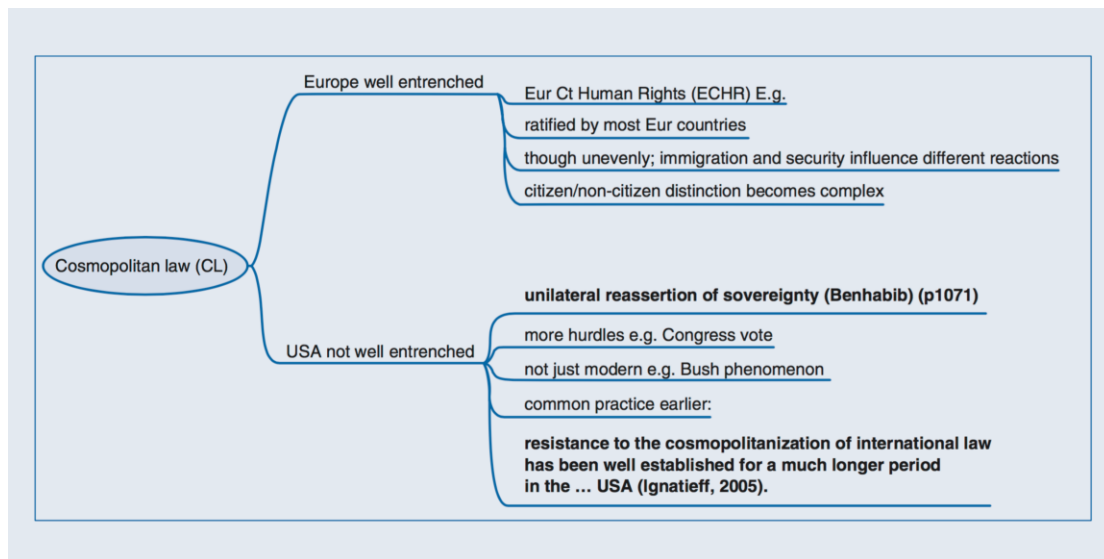 Europe well entrenched
Eur Ct Human Rights (ECHR) E.g.
ratified by most Eur countries
though unevenly; immigration and security influence different reactions
citizen/non-citizen distinction becomes complex
Cosmopolitan law (CL)
USA not well entrenched
unilateral reassertion of sovereignty (Benhabib) (p1071)
more hurdles e.g. Congress vote
not just modern e.g. Bush phenomenon
common practice earlier:
resistance to the cosmopolitanization of international law
has been well established for a much longer period
in the ... USA (Ignatieff, 2005).